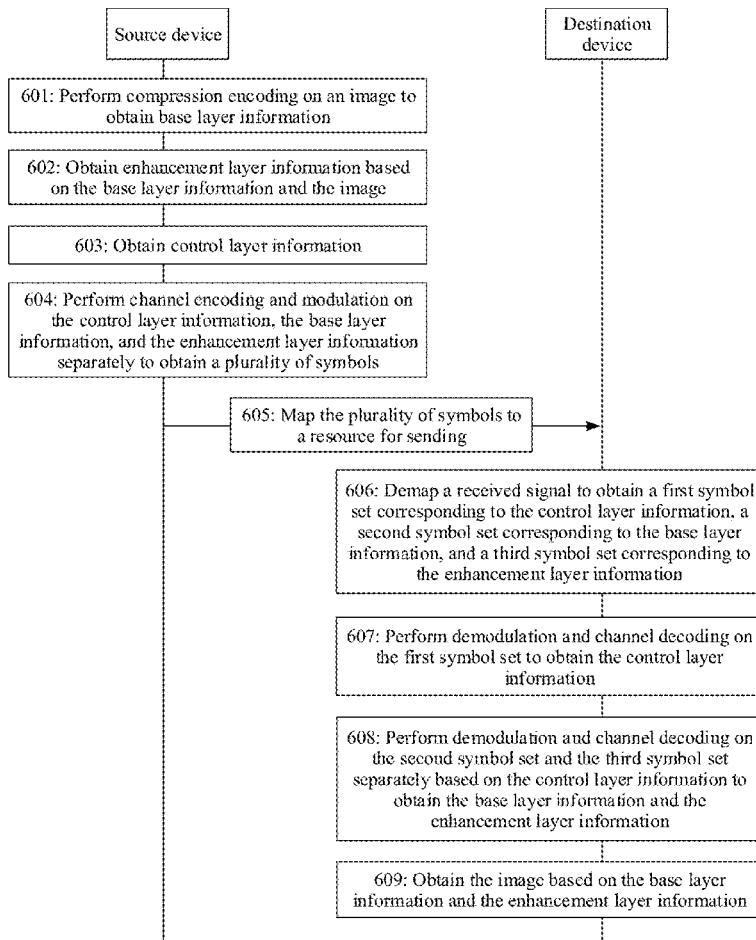 Source device
Destination
device
601: Perform compression encoding on an image to
obtain base layer information
602: Obtain enhancement layer information based
on the base layer information and the image
603: Obtain control layer information
604: Perform channel encoding and modulation on
the control layer information, the base layer
information, and the enhancement layer information
separately to obtain a plurality of symbols
605: Map the plurality of symbols to
a resource for sending
606: Demap a received signal to obtain a first symbol
set corresponding to the control layer information, a
second symbol set corresponding to the base layer
information, and a third symbol set corresponding to
the enhancement layer information
607: Perform demodulation and channel decoding on
the first symbol set to obtain the control layer
information
608: Perform demodulation and channel decoding on
the second symbol set and the third symbol set
separately based on the control layer information to
obtain the base layer information and the
enhancement layer information
609: Obtain the image based on the base layer
information and the enhancement layer information